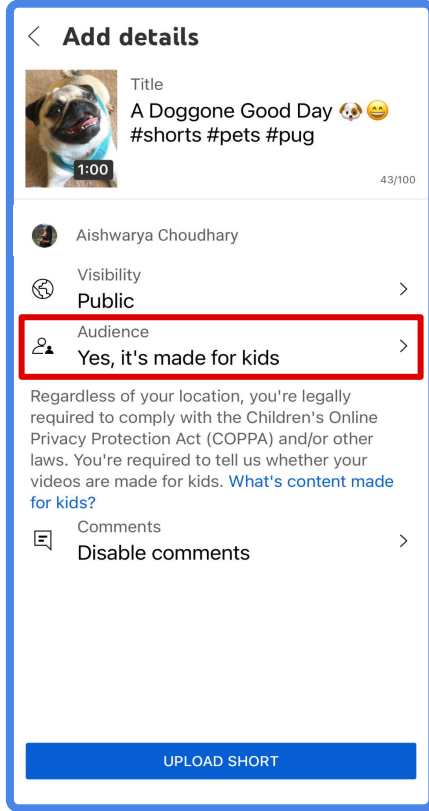 Add details
Title
A Doggone Good Day 🐶 😄
#shorts #pets #pug
1:00
43/100
Aishwarya Choudhary
Visibility
Public
Audience
Yes, it's made for kids
Regardless of your location, you're legally
required to comply with the Children's Online
Privacy Protection Act (COPPA) and/or other
laws. You're required to tell us whether your
videos are made for kids. What's content made
for kids?
Comments
Disable comments
UPLOAD SHORT